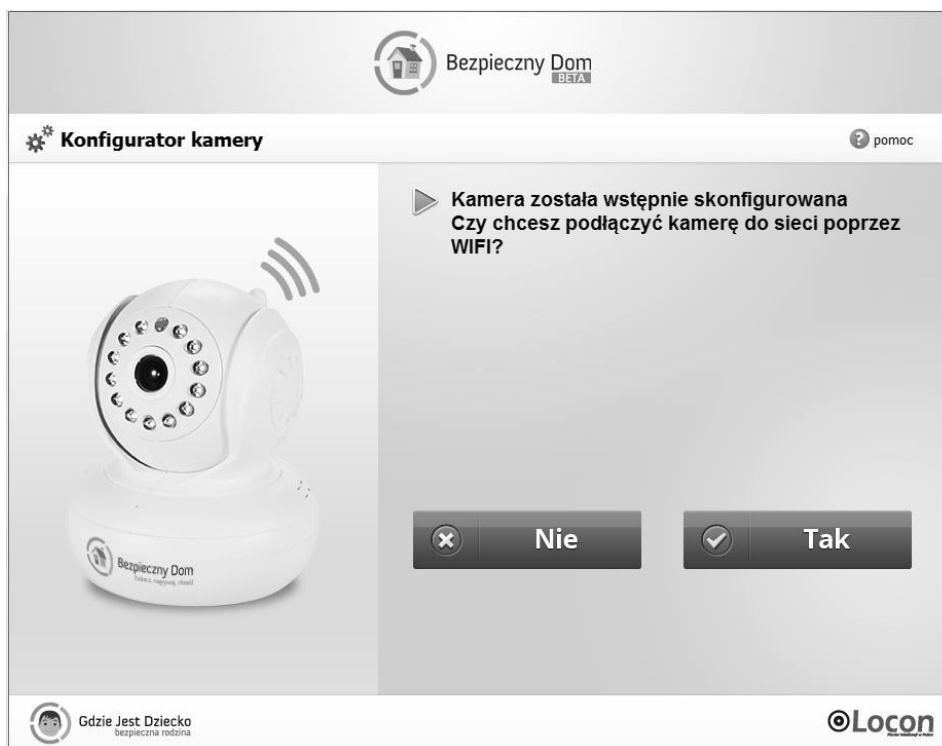 Bezpieczny Dom
BETA
Konfigurator kamery
pomoc
Kamera została wstępnie skonfigurowana
Czy chcesz podłączyć kamerę do sieci poprzez
WIFI?
Nie
Tak
Bezpieczny Dom
Gdzie Jest Dziecko
bezpieczna rodzina
Locon